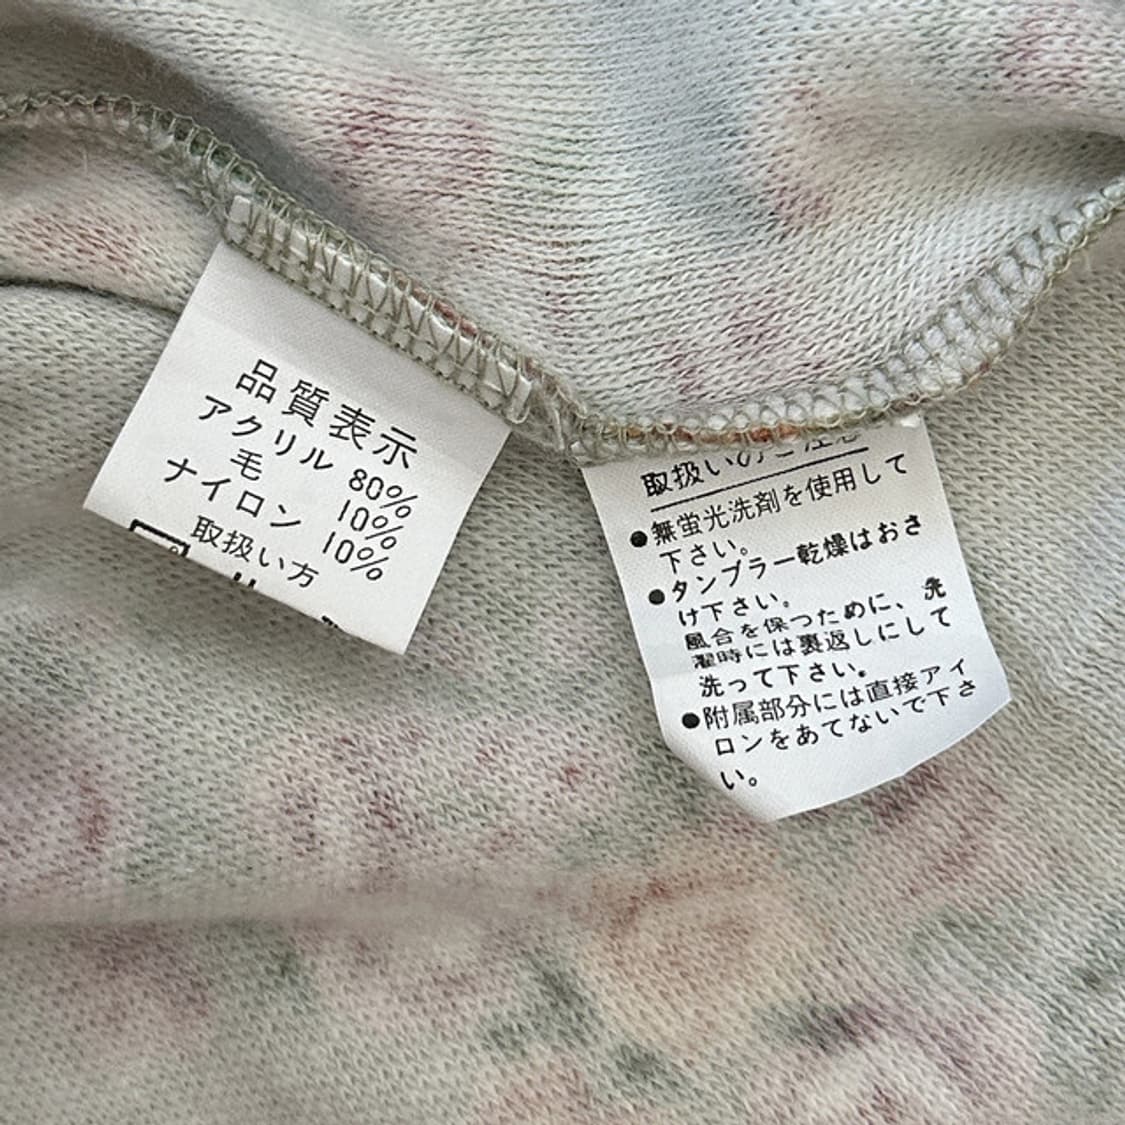 品質表示
アクリル 80%
毛 10%
ナイロン 10%
取扱い方
取扱いのご注意
●無蛍光洗剤を使用して
下さい。
●タンブラー乾燥はおさ
け下さい。
風合を保つために、洗
濯時には裏返しにして
洗って下さい。
●附属部分には直接アイ
ロンをあてないで下さ
い。